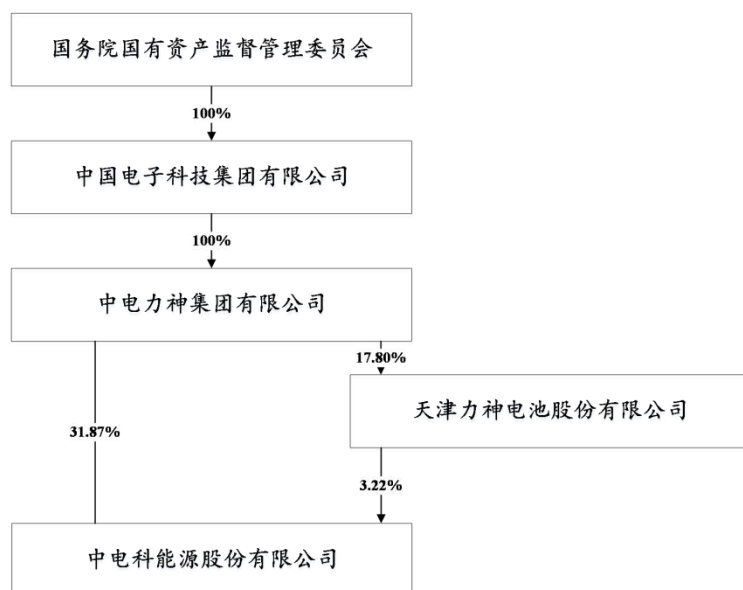 国务院国有资产监督管理委员会
100%
中国电子科技集团有限公司
100%
中电力神集团有限公司
17.80%
天津力神电池股份有限公司
31.87%
3.22%
中电科能源股份有限公司